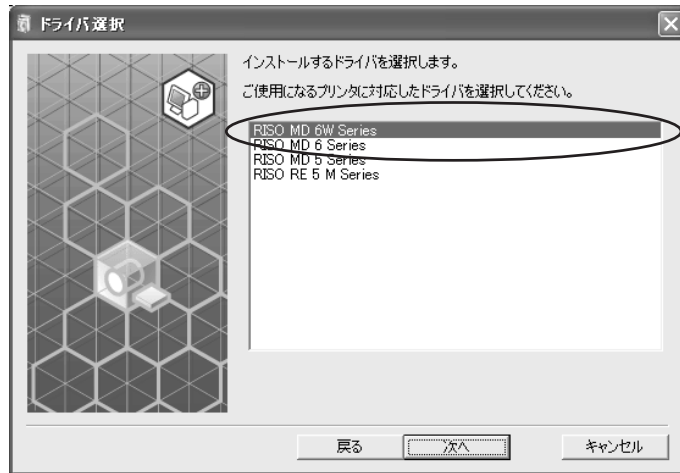 ドライバ選択
インストールするドライバを選択します。
ご使用になるプリンタに対応したドライバを選択してください。
RISO MD 6W Series
RISO MD 6 Series
RISO MD 5 Series
RISO RE 5 M Series
戻る
次へ
キャンセル